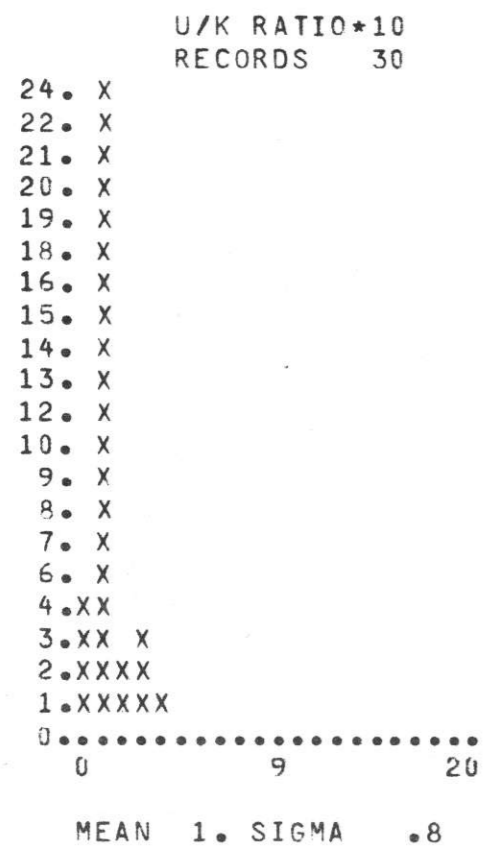 U/K RATIO*10
RECORDS 30
24. X
22. X
21. X
20. X
19. X
18. X
16. X
15. X
14. X
13. X
12. X
10. X
9. X
8. X
7. X
6. X
4.XX
3.XX X
2.XXXX
1.XXXXX
0..................
0 9 20
MEAN 1. SIGMA .8